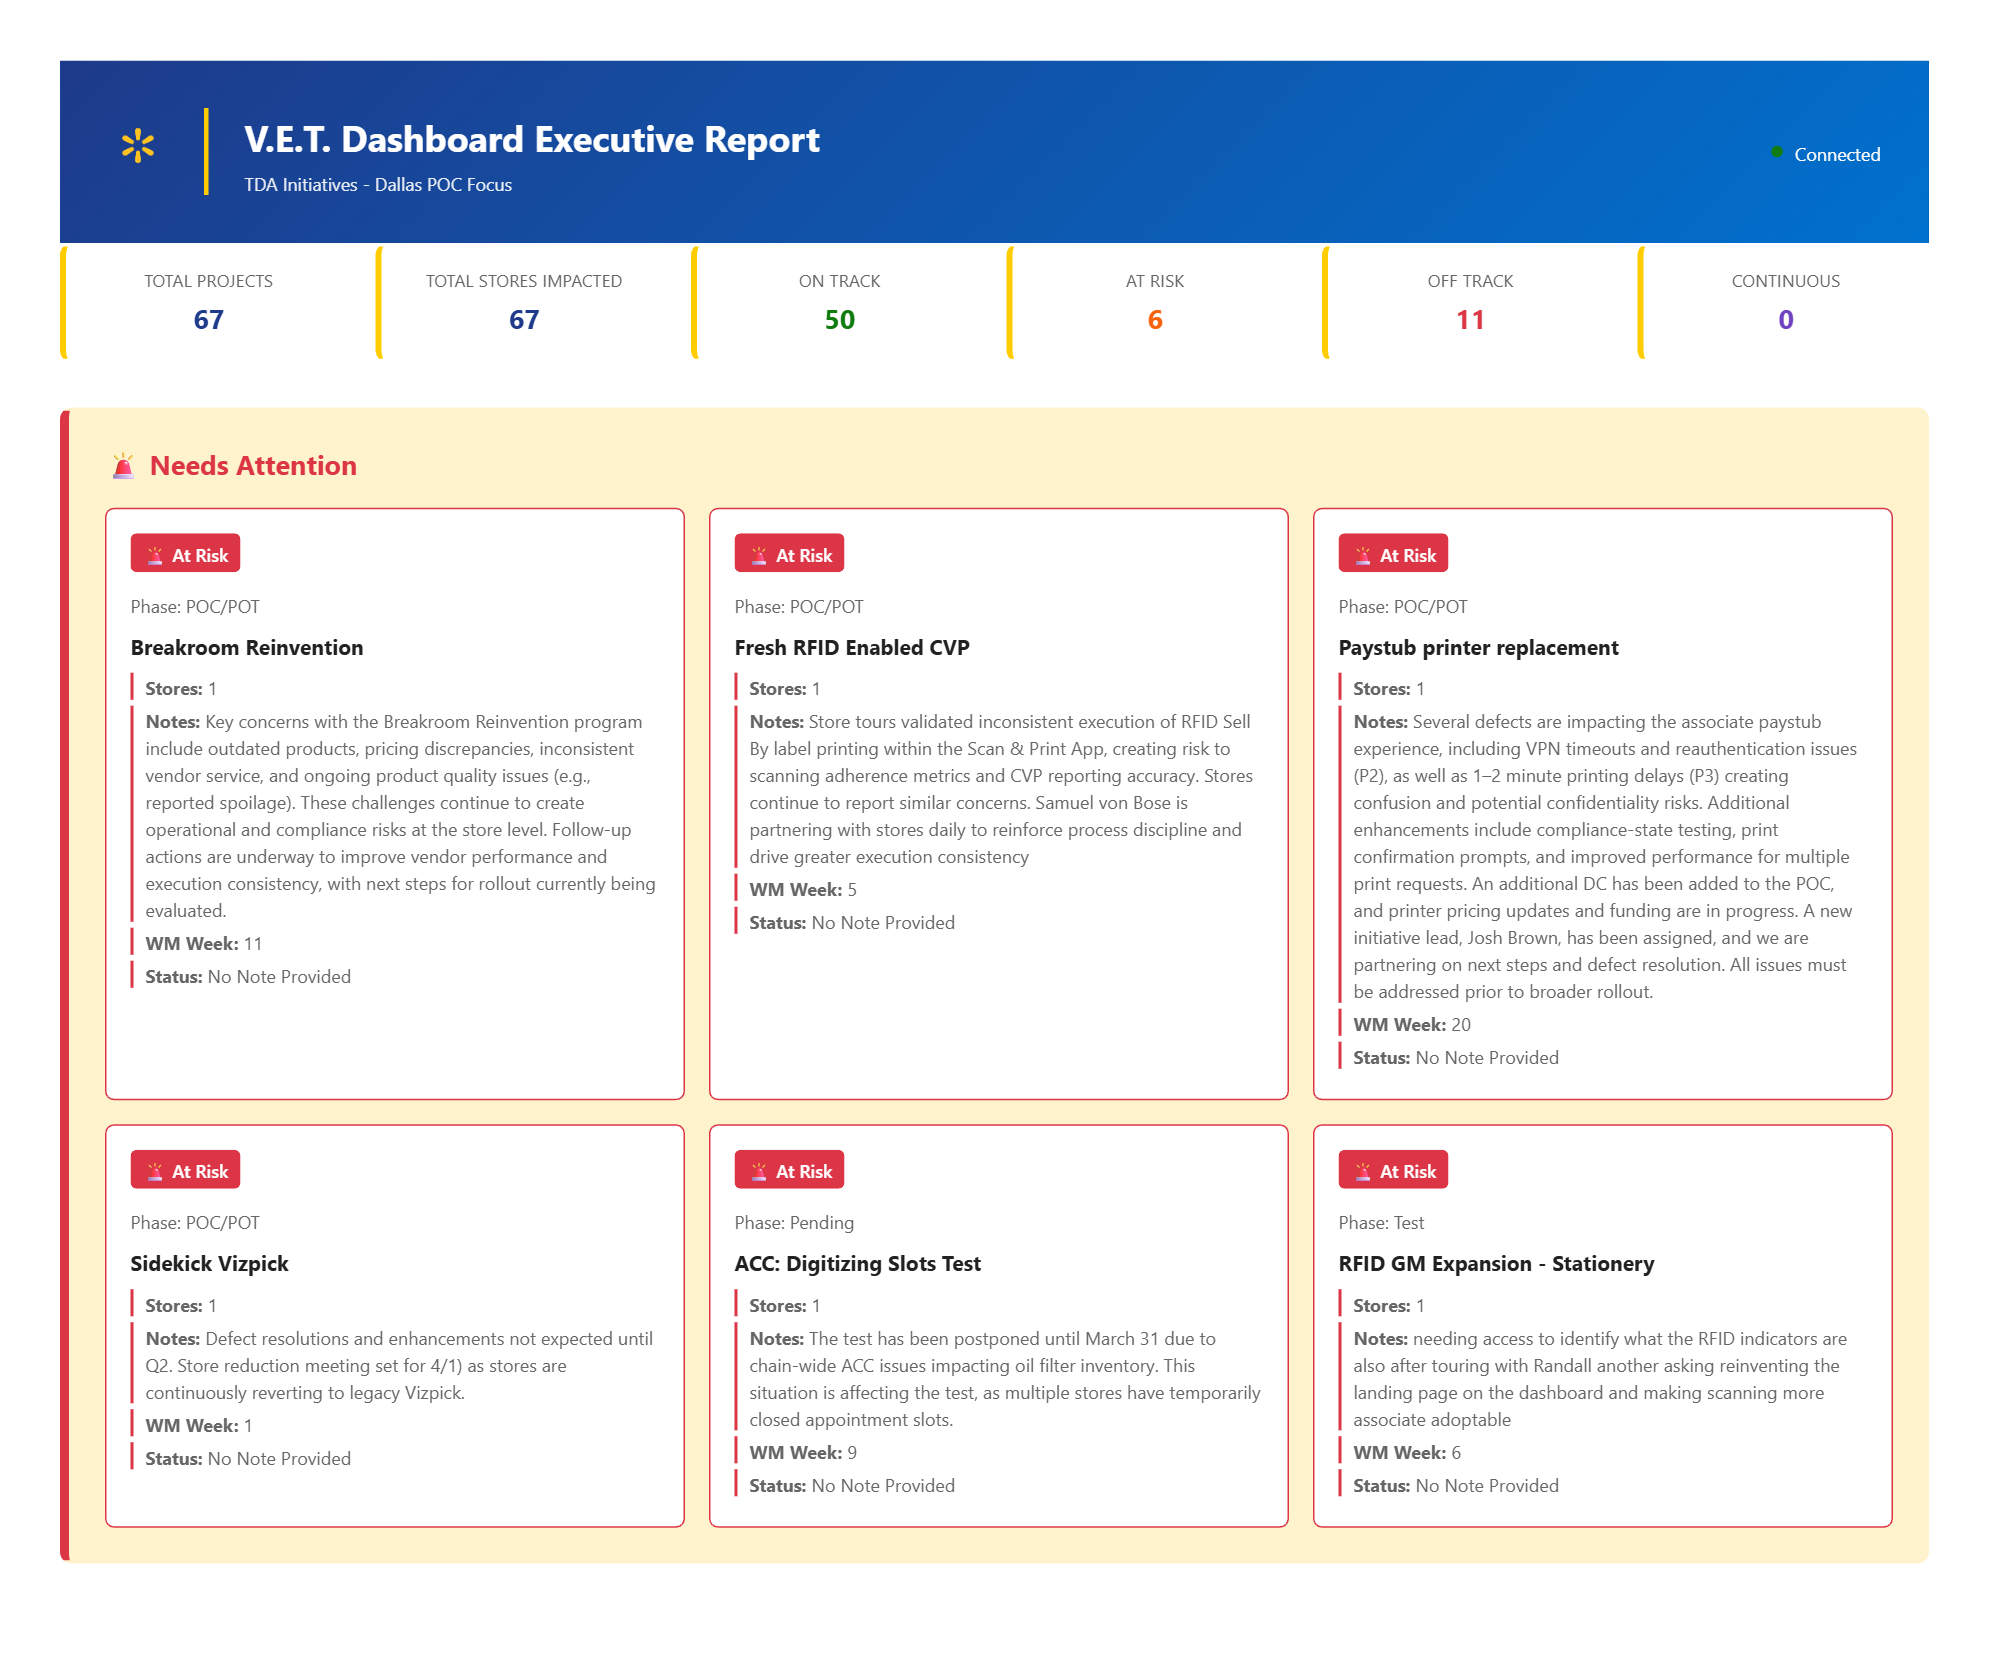 V.E.T. Dashboard Executive Report
TDA Initiatives - Dallas POC Focus
Connected
TOTAL PROJECTS
67
TOTAL STORES IMPACTED
67
ON TRACK
50
AT RISK
6
OFF TRACK
11
CONTINUOUS
0
Needs Attention
At Risk
Phase: POC/POT
Breakroom Reinvention
Stores: 1
Notes: Key concerns with the Breakroom Reinvention program
include outdated products, pricing discrepancies, inconsistent
vendor service, and ongoing product quality issues (e.g.,
reported spoilage). These challenges continue to create
operational and compliance risks at the store level. Follow-up
actions are underway to improve vendor performance and
execution consistency, with next steps for rollout currently being
evaluated.
WM Week: 11
Status: No Note Provided
At Risk
Phase: POC/POT
Fresh RFID Enabled CVP
Stores: 1
Notes: Store tours validated inconsistent execution of RFID Sell
By label printing within the Scan & Print App, creating risk to
scanning adherence metrics and CVP reporting accuracy. Stores
continue to report similar concerns. Samuel von Bose is
partnering with stores daily to reinforce process discipline and
drive greater execution consistency
WM Week: 5
Status: No Note Provided
At Risk
Phase: POC/POT
Paystub printer replacement
Stores: 1
Notes: Several defects are impacting the associate paystub
experience, including VPN timeouts and reauthentication issues
(P2), as well as 1–2 minute printing delays (P3) creating
confusion and potential confidentiality risks. Additional
enhancements include compliance-state testing, print
confirmation prompts, and improved performance for multiple
print requests. An additional DC has been added to the POC,
and printer pricing updates and funding are in progress. A new
initiative lead, Josh Brown, has been assigned, and we are
partnering on next steps and defect resolution. All issues must
be addressed prior to broader rollout.
WM Week: 20
Status: No Note Provided
At Risk
Phase: POC/POT
Sidekick Vizpick
Stores: 1
Notes: Defect resolutions and enhancements not expected until
Q2. Store reduction meeting set for 4/1) as stores are
continuously reverting to legacy Vizpick.
WM Week: 1
Status: No Note Provided
At Risk
Phase: Pending
ACC: Digitizing Slots Test
Stores: 1
Notes: The test has been postponed until March 31 due to
chain-wide ACC issues impacting oil filter inventory. This
situation is affecting the test, as multiple stores have temporarily
closed appointment slots.
WM Week: 9
Status: No Note Provided
At Risk
Phase: Test
RFID GM Expansion - Stationery
Stores: 1
Notes: needing access to identify what the RFID indicators are
also after touring with Randall another asking reinventing the
landing page on the dashboard and making scanning more
associate adoptable
WM Week: 6
Status: No Note Provided